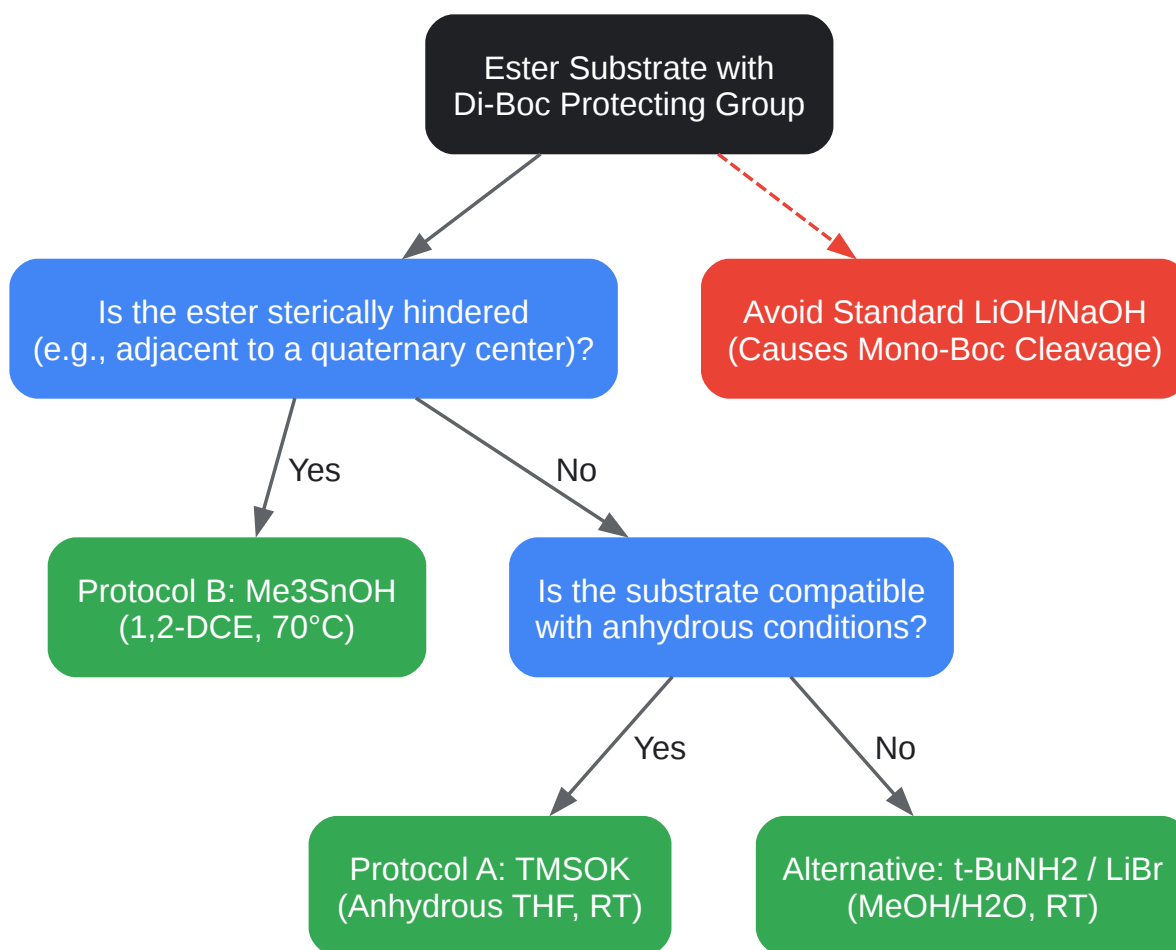 Ester Substrate with
Di-Boc Protecting Group
Is the ester sterically hindered
(e.g., adjacent to a quaternary center)?
Avoid Standard LiOH/NaOH
(Causes Mono-Boc Cleavage)
Yes
No
Protocol B: Me3SnOH
(1,2-DCE, 70°C)
Is the substrate compatible
with anhydrous conditions?
Yes
No
Protocol A: TMSOK
(Anhydrous THF, RT)
Alternative: t-BuNH2 / LiBr
(MeOH/H2O, RT)